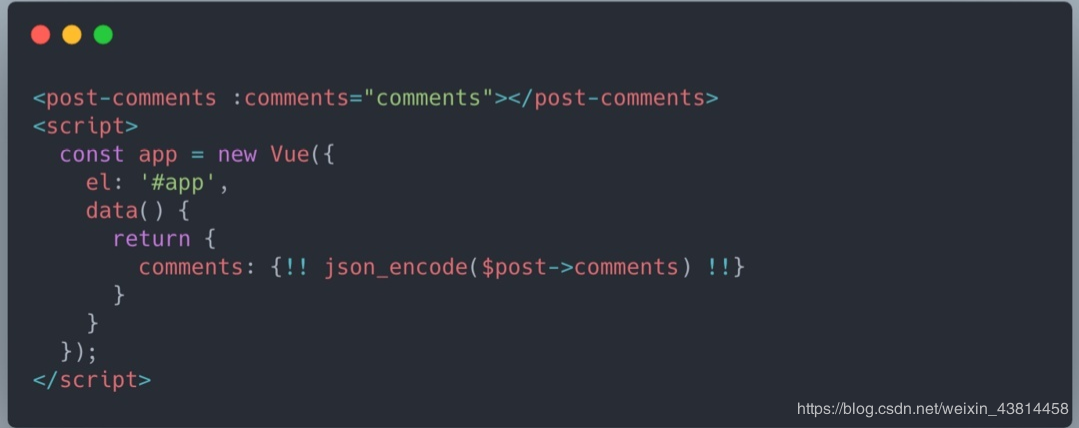 <post-comments :comments="comments"></post-comments>
<script>
  const app = new Vue({
    el: '#app',
    data() {
      return {
        comments: {!! json_encode($post->comments) !!}
      }
    }
  });
</script>
https://blog.csdn.net/weixin_43814458